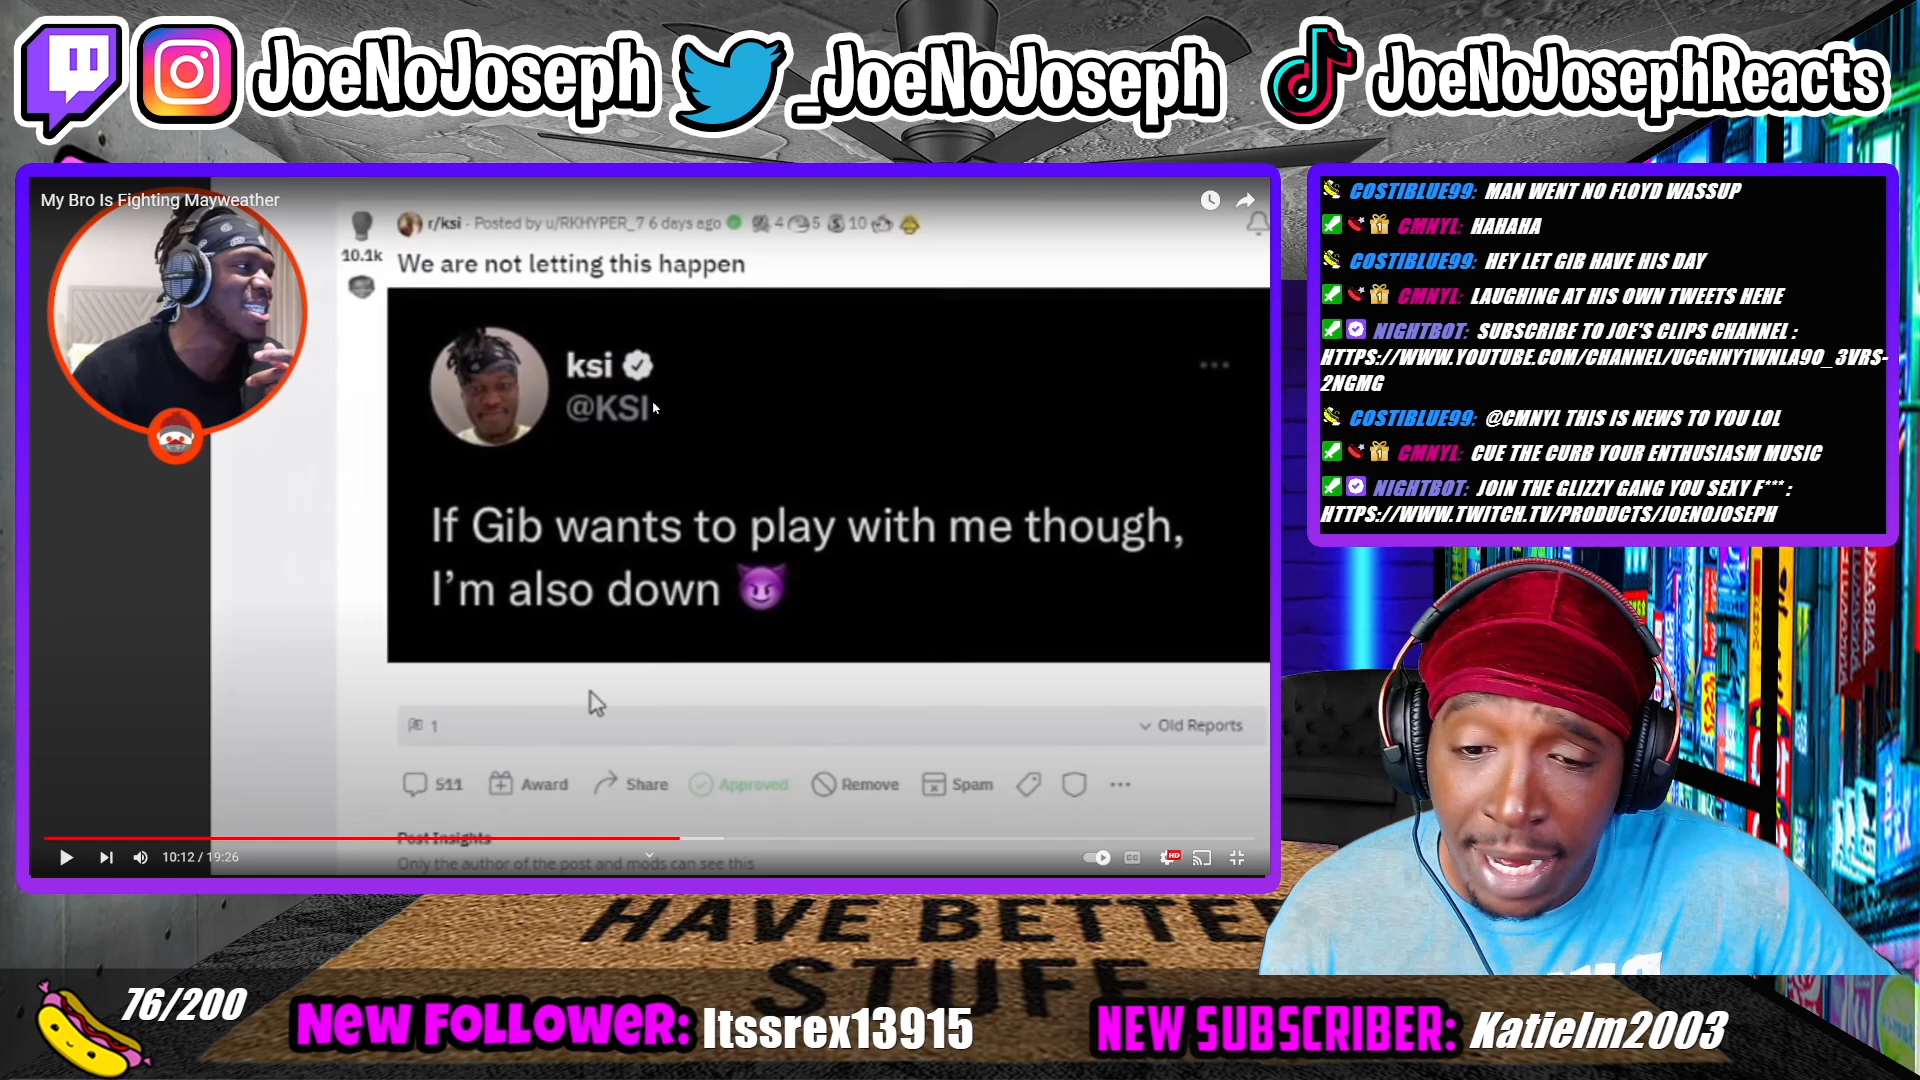 JoeNoJoseph
_JoeNoJoseph
JoeNoJosephReacts
My Bro Is Fighting Mayweather
r/ksi - Posted by u/RKHYPER_7 6 days ago 4 5 10
10.1k
We are not letting this happen
ksi
@KSI
If Gib wants to play with me though,
I'm also down 😈
1
Old Reports
511 Award Share Approved Remove Spam
Post Insights
Only the author of the post and mods can see this
10:12 / 19:26
CC
HD
COSTIBLUE99: MAN WENT NO FLOYD WASSUP
CMNYL: HAHAHA
COSTIBLUE99: HEY LET GIB HAVE HIS DAY
CMNYL: LAUGHING AT HIS OWN TWEETS HEHE
NIGHTBOT: SUBSCRIBE TO JOE'S CLIPS CHANNEL :
HTTPS://WWW.YOUTUBE.COM/CHANNEL/UCGNNY1WNLA9O_3VRS-
2NGMG
COSTIBLUE99: @CMNYL THIS IS NEWS TO YOU LOL
CMNYL: CUE THE CURB YOUR ENTHUSIASM MUSIC
NIGHTBOT: JOIN THE GLIZZY GANG YOU SEXY F*** :
HTTPS://WWW.TWITCH.TV/PRODUCTS/JOENOJOSEPH
HAVE BETTE
STUFF
76/200
NEW FOLLOWER: Itssrex13915
NEW SUBSCRIBER: Katielm2003